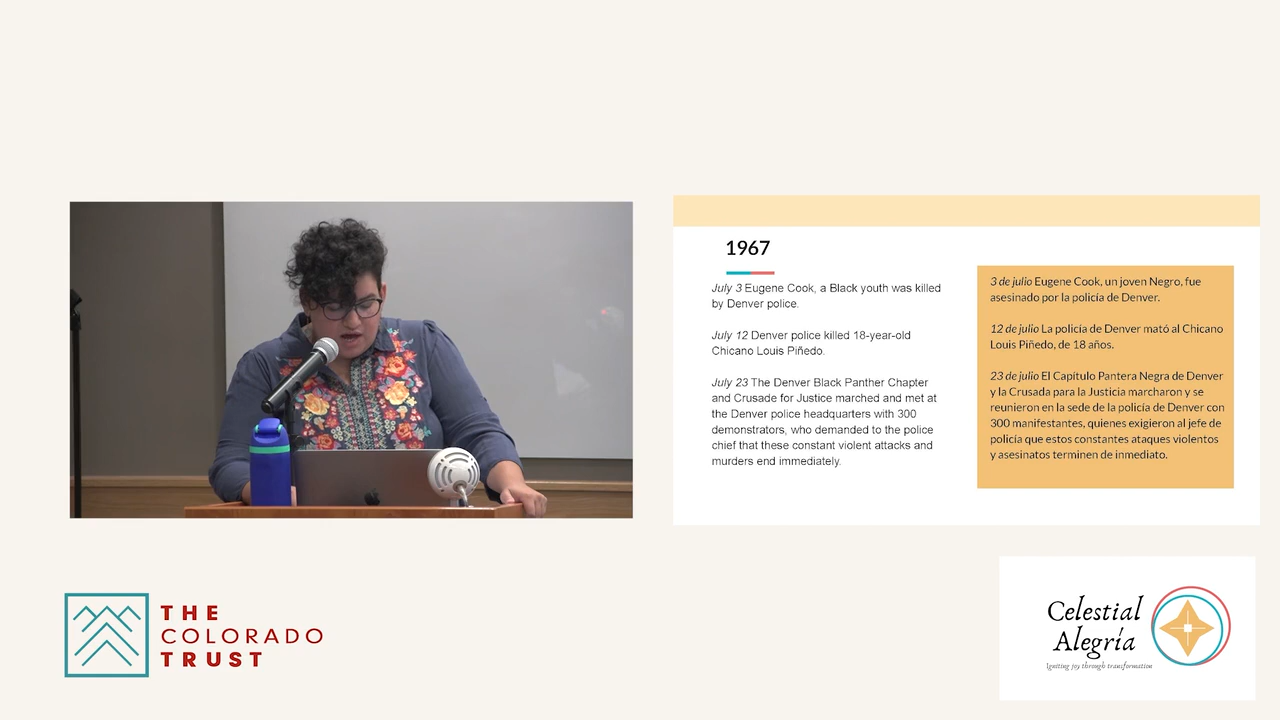 1967
July 3 Eugene Cook, a Black youth was killed
by Denver police.
July 12 Denver police killed 18-year-old
Chicano Louis Piñedo.
July 23 The Denver Black Panther Chapter
and Crusade for Justice marched and met at
the Denver police headquarters with 300
demonstrators, who demanded to the police
chief that these constant violent attacks and
murders end immediately.
3 de julio Eugene Cook, un joven Negro, fue
asesinado por la policía de Denver.
12 de julio La policía de Denver mató al Chicano
Louis Piñedo, de 18 años.
23 de julio El Capítulo Pantera Negra de Denver
y la Crusada para la Justicia marcharon y se
reunieron en la sede de la policía de Denver con
300 manifestantes, quienes exigieron al jefe de
policía que estos constantes ataques violentos
y asesinatos terminen de inmediato.
THE
COLORADO
TRUST
Celestial
Alegría
Igniting joy through transformation